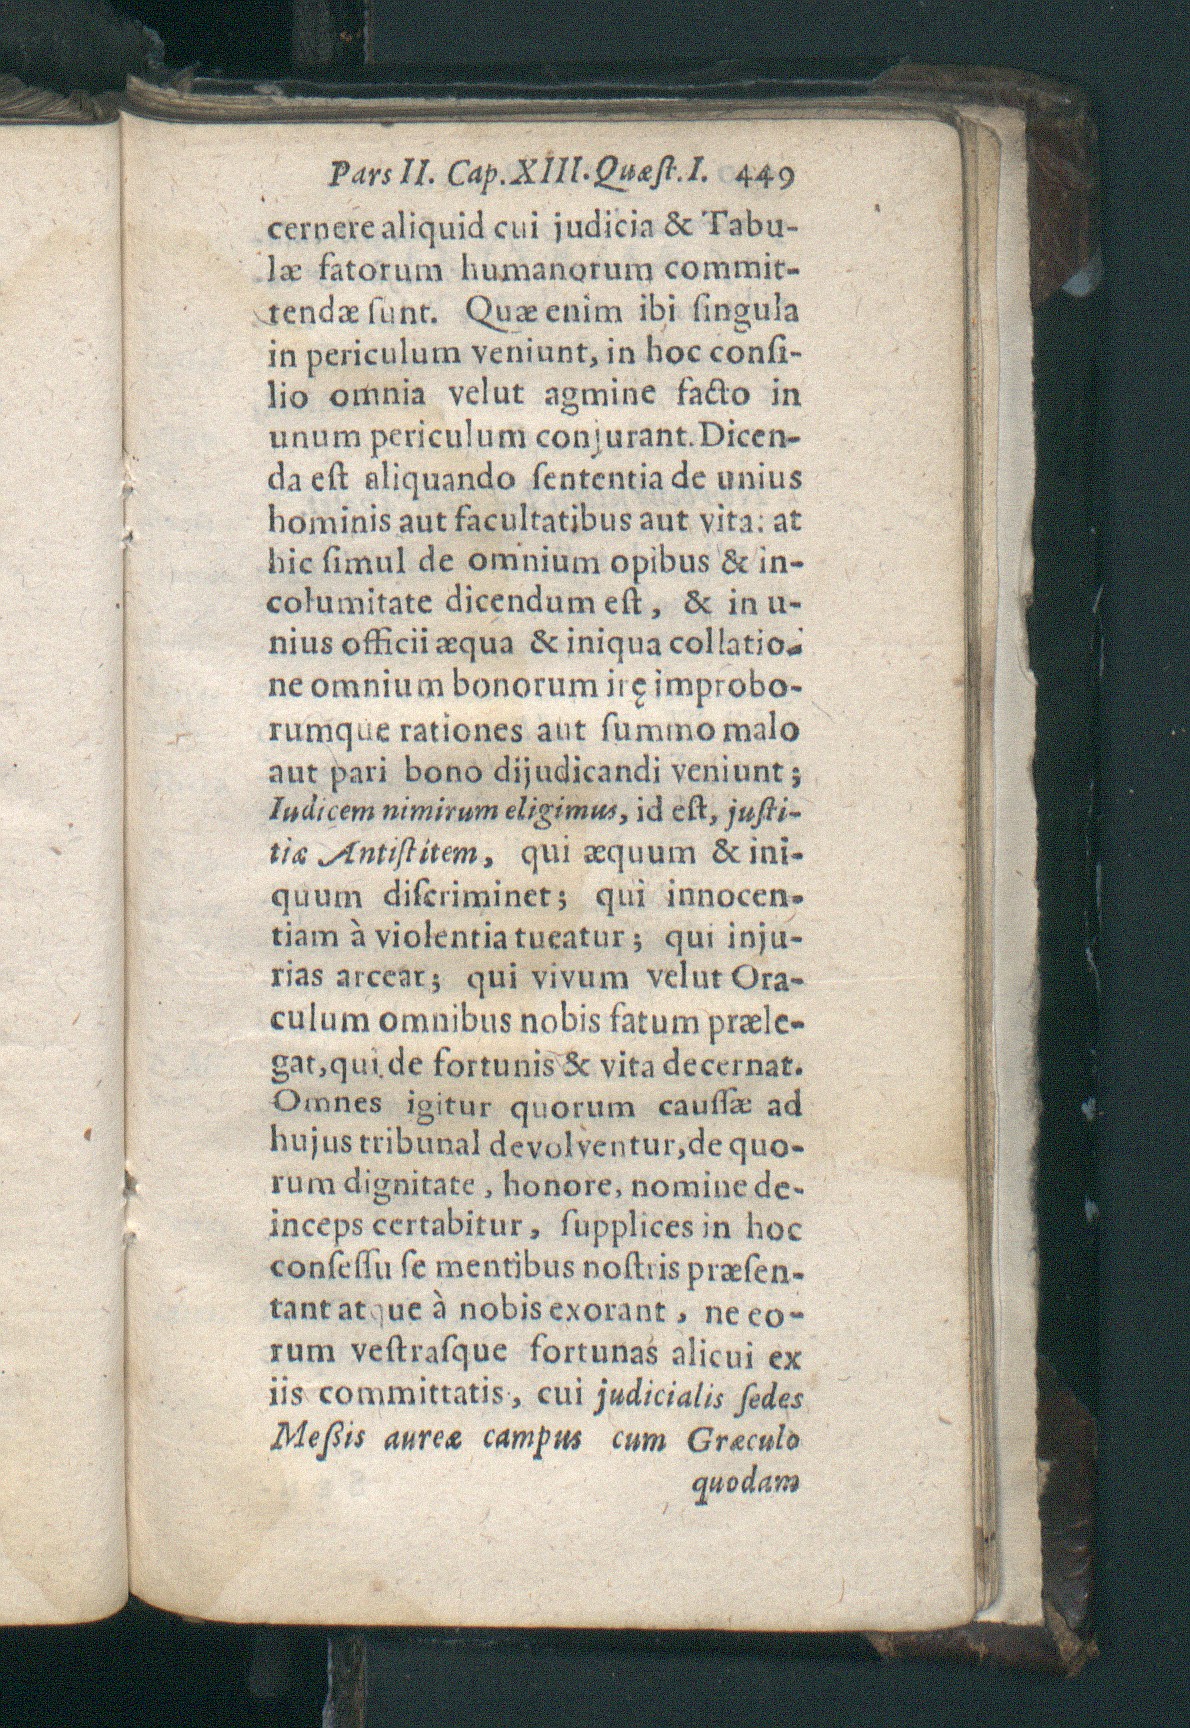 Pars II. Cap. XIII. Quæſt. I. 449
cernere aliquid cui judicia & Tabu-
læ fatorum humanorum commit-
tendæ ſunt. Quæ enim ibi ſingula
in periculum veniunt, in hoc conſi-
lio omnia velut agmine facto in
unum periculum conjurant. Dicen-
da eſt aliquando ſententia de unius
hominis aut facultatibus aut vita: at
hic ſimul de omnium opibus & in-
columitate dicendum eſt, & in u-
nius officii æqua & iniqua collatio-
ne omnium bonorum irę improbo-
rumque rationes aut ſummo malo
aut pari bono dijudicandi veniunt;
Iudicem nimirum eligimus, id eſt, juſti-
tiæ Antiſtitem, qui æquum & ini-
quum diſcriminet; qui innocen-
tiam à violentia tueatur; qui inju-
rias arceat; qui vivum velut Ora-
culum omnibus nobis fatum præle-
gat, qui de fortunis & vita decernat.
Omnes igitur quorum cauſſæ ad
hujus tribunal devolventur, de quo-
rum dignitate, honore, nomine de-
inceps certabitur, ſupplices in hoc
conſeſſu ſe mentibus noſtris præſen-
tant atque à nobis exorant, ne eo-
rum veſtraſque fortunas alicui ex
iis committatis, cui judicialis ſedes
Meſſis aureæ campus cum Græculo
quodam